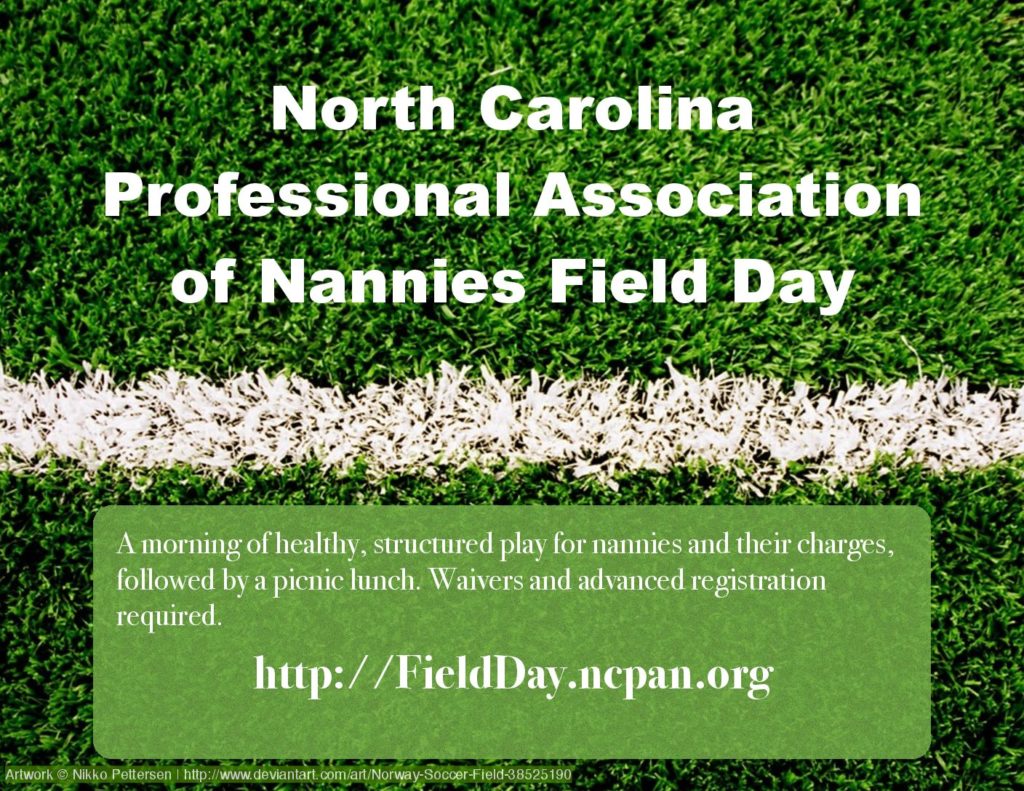 North Carolina
Professional Association
of Nannies Field Day
A morning of healthy, structured play for nannies and their charges,
followed by a picnic lunch. Waivers and advanced registration
required.
http://FieldDay.ncpan.org
Artwork © Nikko Pettersen | http://www.deviantart.com/art/Norway-Soccer-Field-38525190